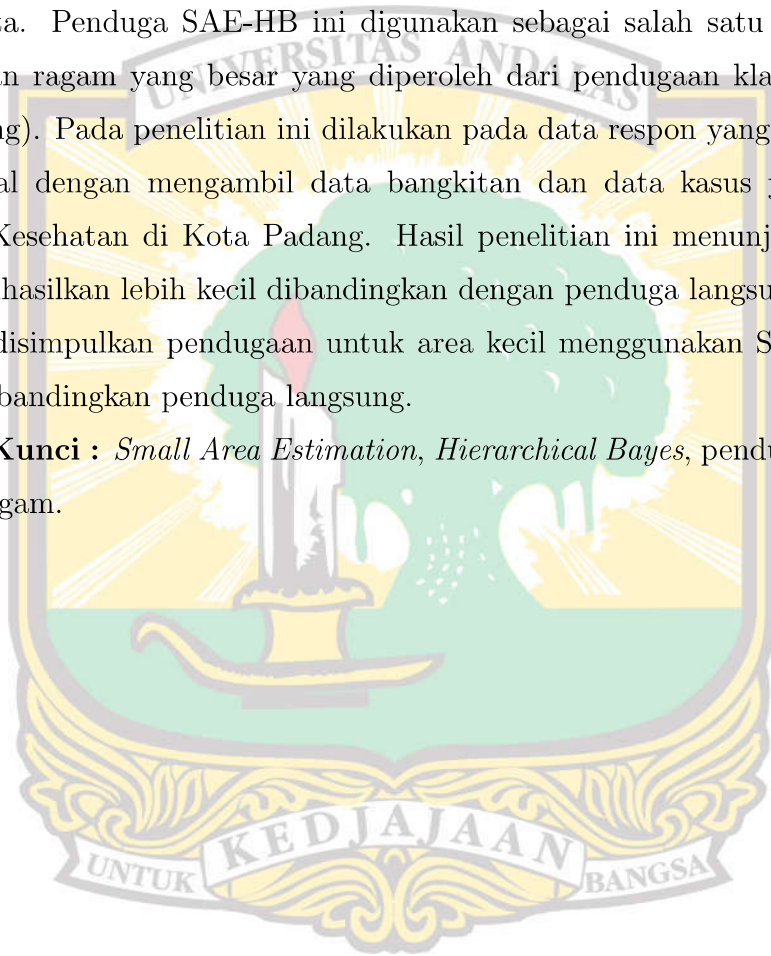 ta. Penduga SAE-HB ini digunakan sebagai salah satu
UNIVERSITAS ANDALAS
n ragam yang besar yang diperoleh dari pendugaan kla
ng). Pada penelitian ini dilakukan pada data respon yang
al dengan mengambil data bangkitan dan data kasus y
Kesehatan di Kota Padang. Hasil penelitian ini menunj
hasilkan lebih kecil dibandingkan dengan penduga langsu
disimpulkan pendugaan untuk area kecil menggunakan S
bandingkan penduga langsung.
Kunci : Small Area Estimation, Hierarchical Bayes, pendu
gam.
KEDJAJAAN
UNTUK BANGSA